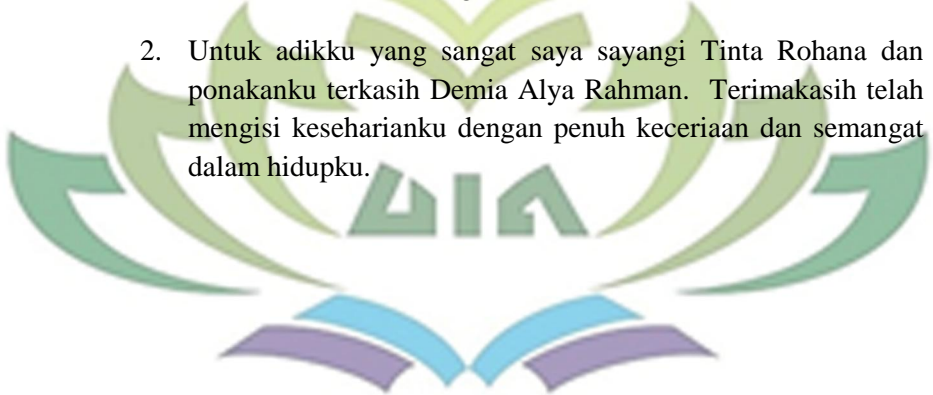 2. Untuk adikku yang sangat saya sayangi Tinta Rohana dan
ponakanku terkasih Demia Alya Rahman. Terimakasih telah
mengisi keseharianku dengan penuh keceriaan dan semangat
dalam hidupku.